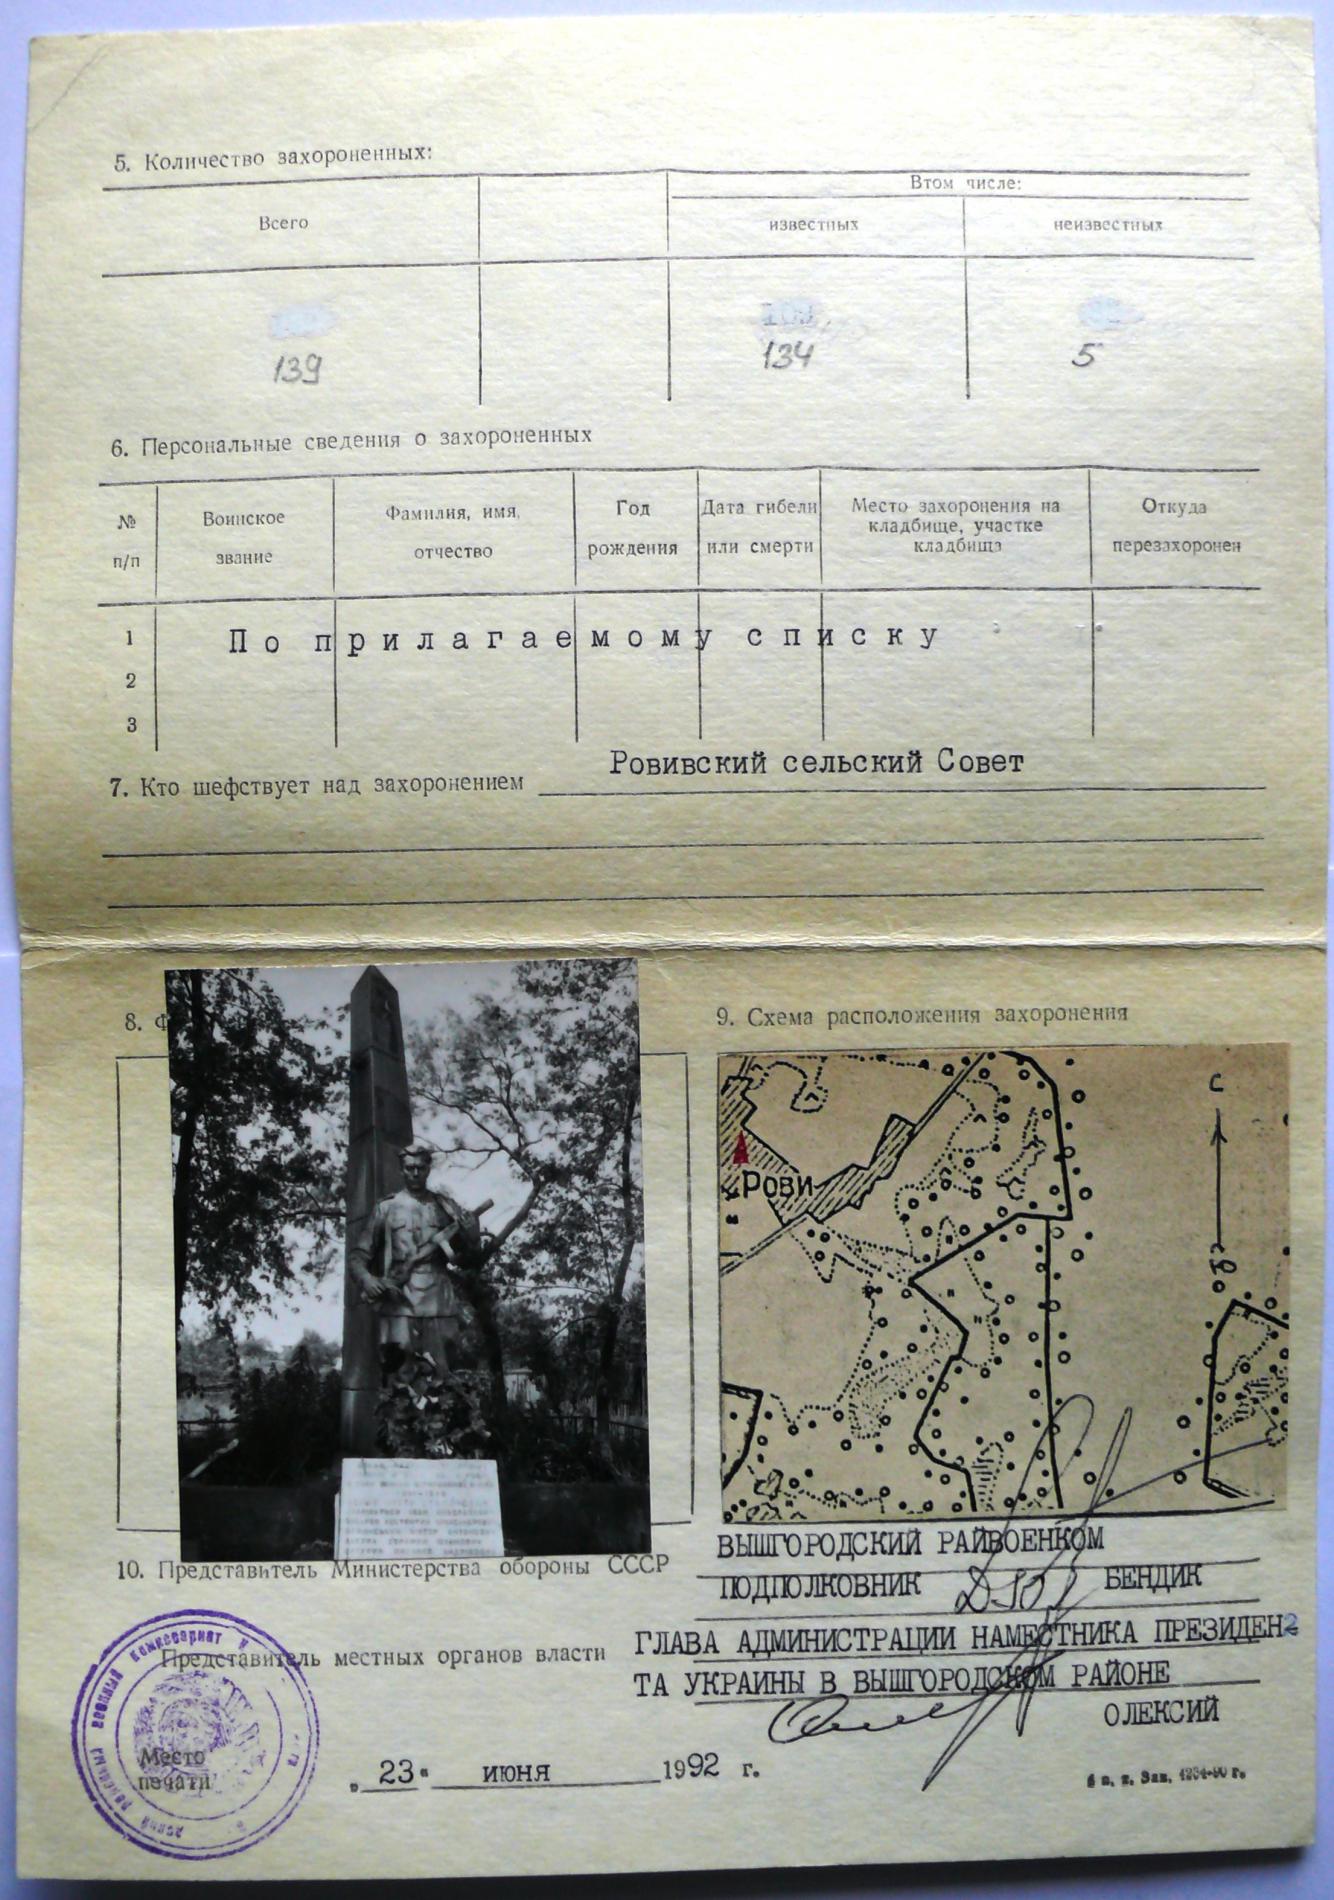 5. Количество захороненных:
Всего
Втом числе:
известных
неизвестных
139
134
5
6. Персональные сведения о захороненных
№ п/п
Воинское звание
Фамилия, имя, отчество
Год рождения
Дата гибели или смерти
Место захоронения на кладбище, участке кладбища
Откуда перезахоронен
1 По прилагаемому списку
2
3
7. Кто шефствует над захоронением Ровивский сельский Совет
8.
9. Схема расположения захоронения
С
Рови
10. Представитель Министерства обороны СССР
ВЫШГОРОДСКИЙ РАЙВОЕНКОМ
ПОДПОЛКОВНИК БЕНДИК
Представитель местных органов власти
ГЛАВА АДМИНИСТРАЦИИ НАМЕСТНИКА ПРЕЗИДЕН
ТА УКРАИНЫ В ВЫШГОРОДСКОМ РАЙОНЕ
ОЛЕКСИЙ
Место печати
военный комиссариат
„23" июня 1992 г.